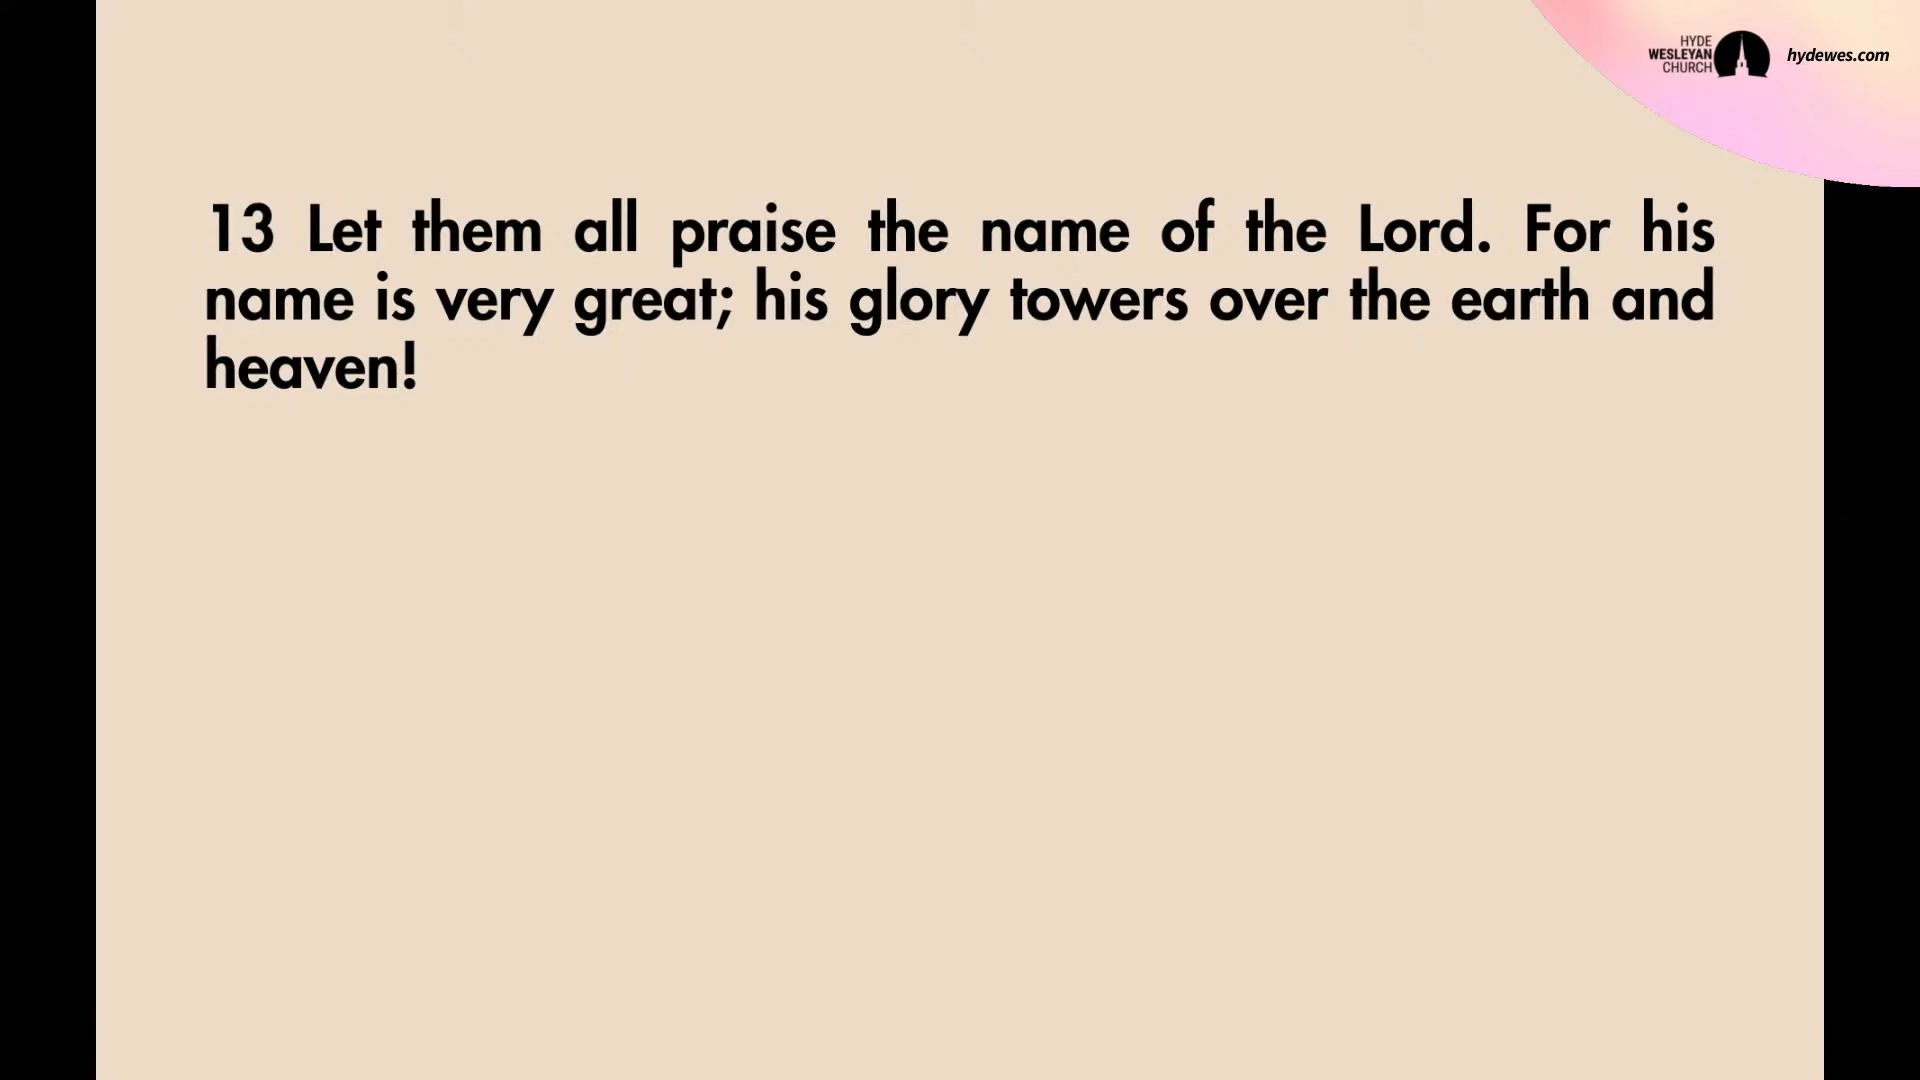 HYDE
WESLEYAN
CHURCH
hydewes.com
13 Let them all praise the name of the Lord. For his
name is very great; his glory towers over the earth and
heaven!